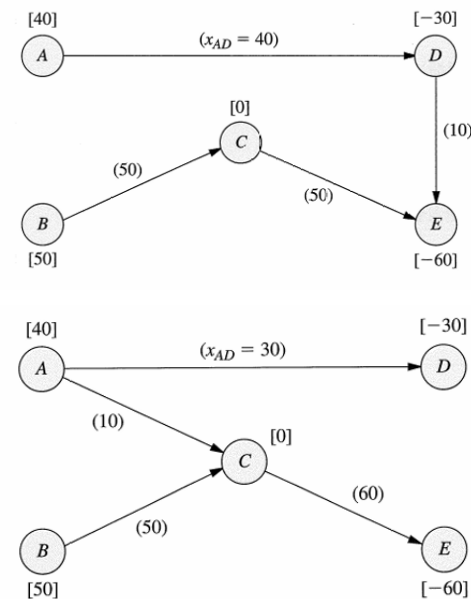 [40]
[−30]
(x_AD = 40)
A
D
[0]
(10)
C
(50)
(50)
B
E
[50]
[−60]
[40]
[−30]
(x_AD = 30)
A
D
(10)
[0]
C
(60)
(50)
B
E
[50]
[−60]